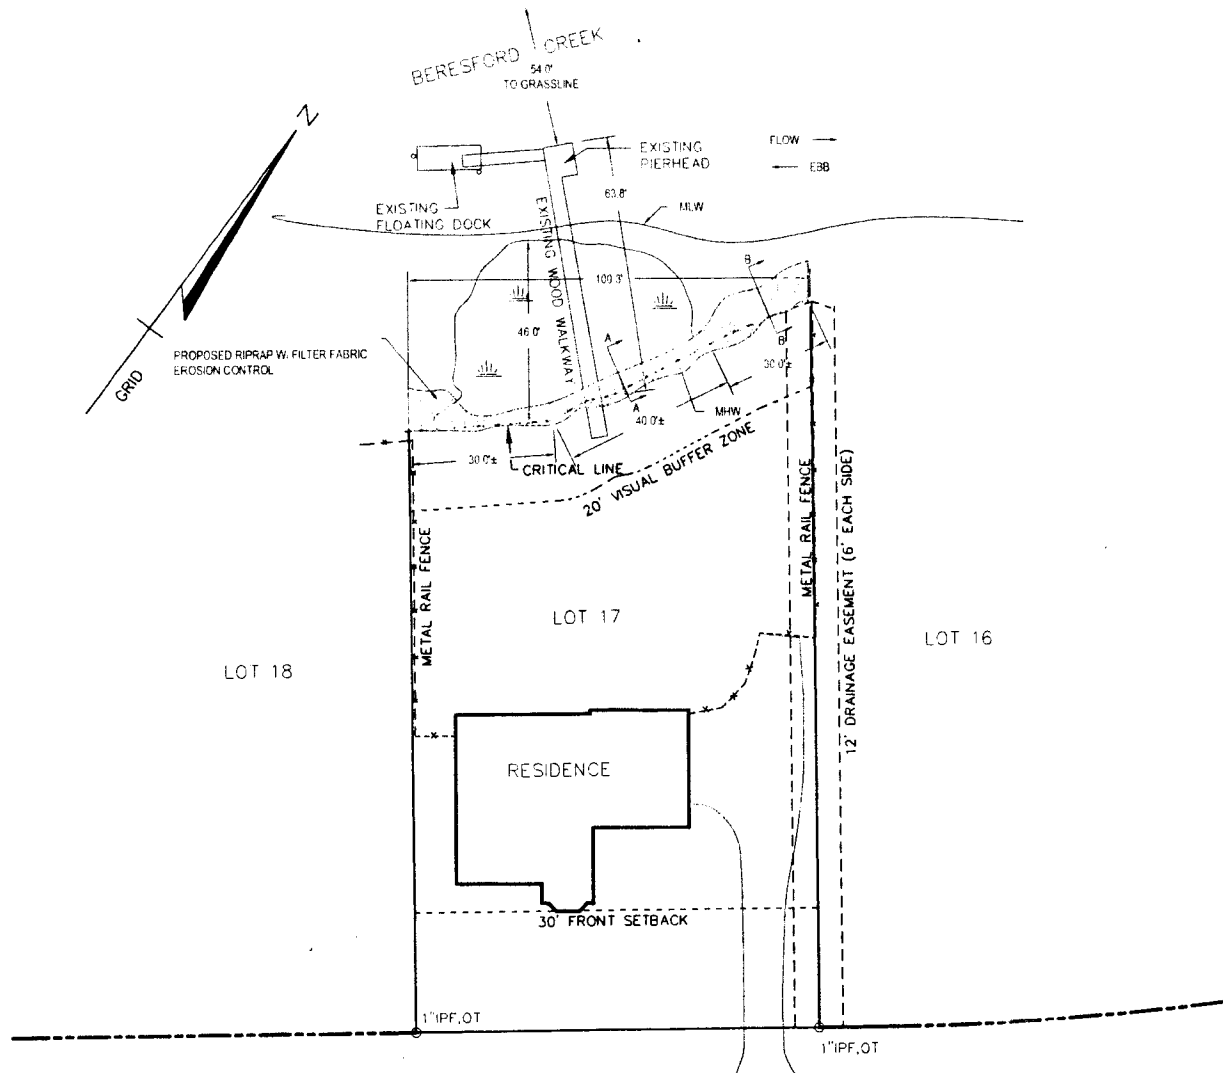 BERESFORD CREEK
54.0'
TO GRASSLINE
N
GRID
EXISTING
PIERHEAD
FLOW
EBB
63.8'
EXISTING
FLOATING DOCK
MLW
EXISTING WOOD WALKWAY
100.3'
46.0'
B
B
A
A
PROPOSED RIPRAP W/ FILTER FABRIC
EROSION CONTROL
30.0'±
40.0'±
MHW
30.0'±
CRITICAL LINE
20' VISUAL BUFFER ZONE
METAL RAIL FENCE
METAL RAIL FENCE
12' DRAINAGE EASEMENT (6' EACH SIDE)
LOT 17
LOT 18
LOT 16
RESIDENCE
30' FRONT SETBACK
1"IPF,OT
1"IPF,OT